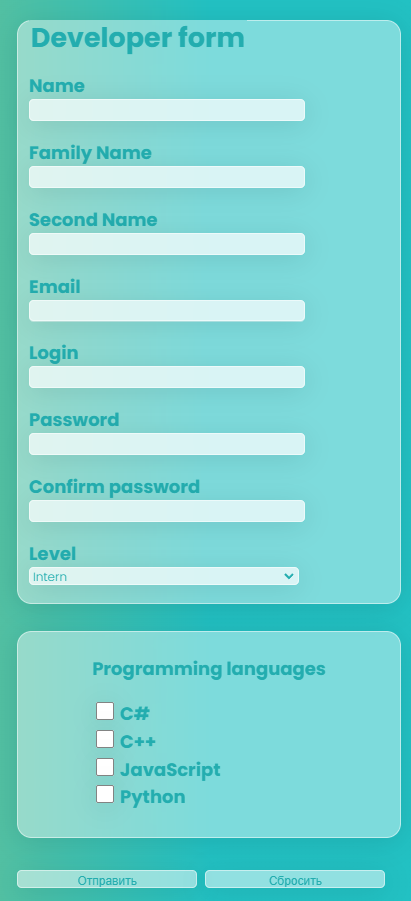 Developer form
Name
Family Name
Second Name
Email
Login
Password
Confirm password
Level
Intern
Programming languages
C#
C++
JavaScript
Python
Отправить
Сбросить